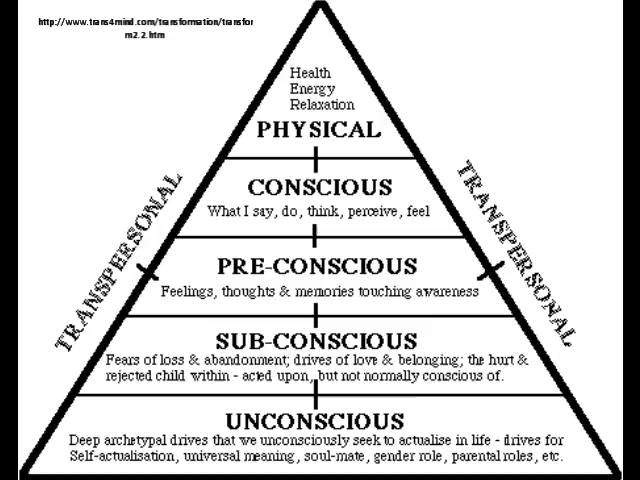 http://www.trans4mind.com/transformation/transfor
m2.2.htm
Health
Energy
Relaxation
PHYSICAL
CONSCIOUS
What I say, do, think, perceive, feel
TRANSPERSONAL
TRANSPERSONAL
PRE-CONSCIOUS
Feelings, thoughts & memories touching awareness
SUB-CONSCIOUS
Fears of loss & abandonment; drives of love & belonging; the hurt &
rejected child within - acted upon, but not normally conscious of.
UNCONSCIOUS
Deep archetypal drives that we unconsciously seek to actualise in life - drives for
Self-actualisation, universal meaning, soul-mate, gender role, parental roles, etc.